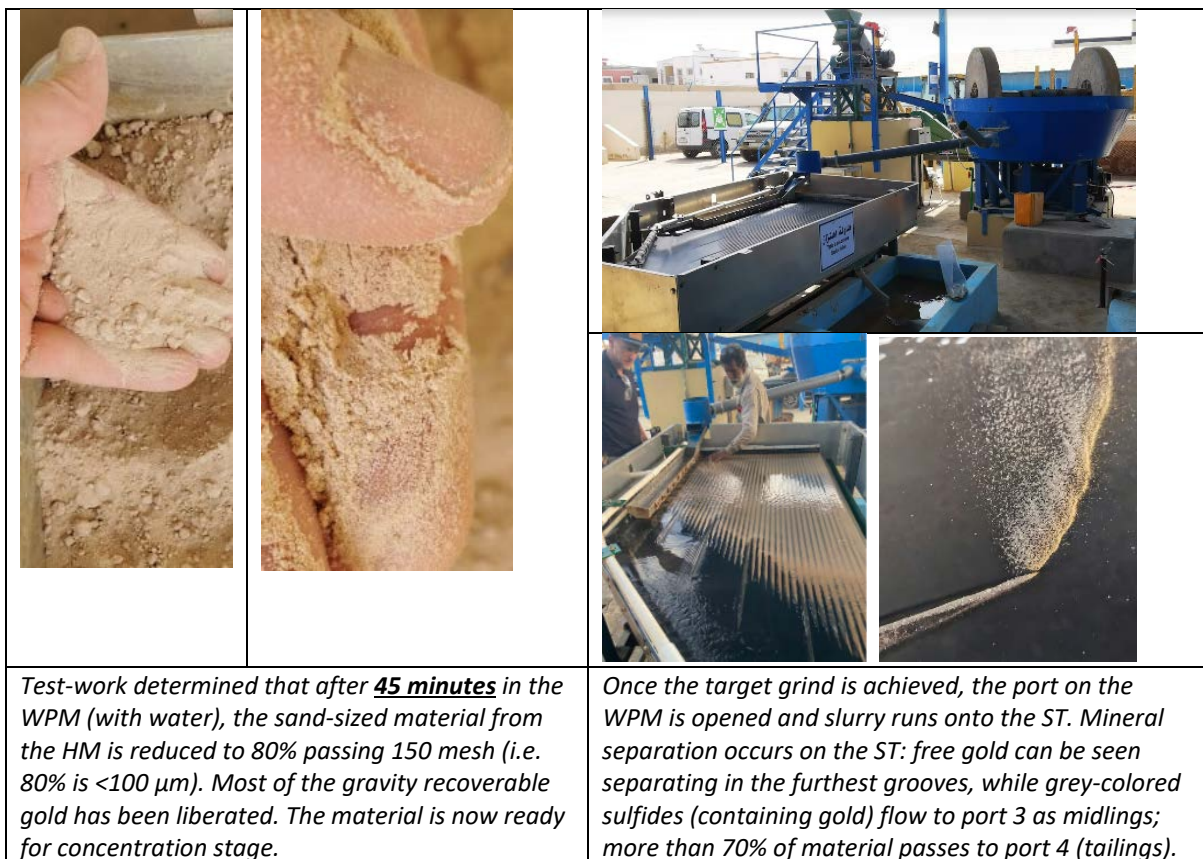 Test-work determined that after 45 minutes in the
WPM (with water), the sand-sized material from
the HM is reduced to 80% passing 150 mesh (i.e.
80% is <100 µm). Most of the gravity recoverable
gold has been liberated. The material is now ready
for concentration stage.
Once the target grind is achieved, the port on the
WPM is opened and slurry runs onto the ST. Mineral
separation occurs on the ST: free gold can be seen
separating in the furthest grooves, while grey-colored
sulfides (containing gold) flow to port 3 as midlings;
more than 70% of material passes to port 4 (tailings).